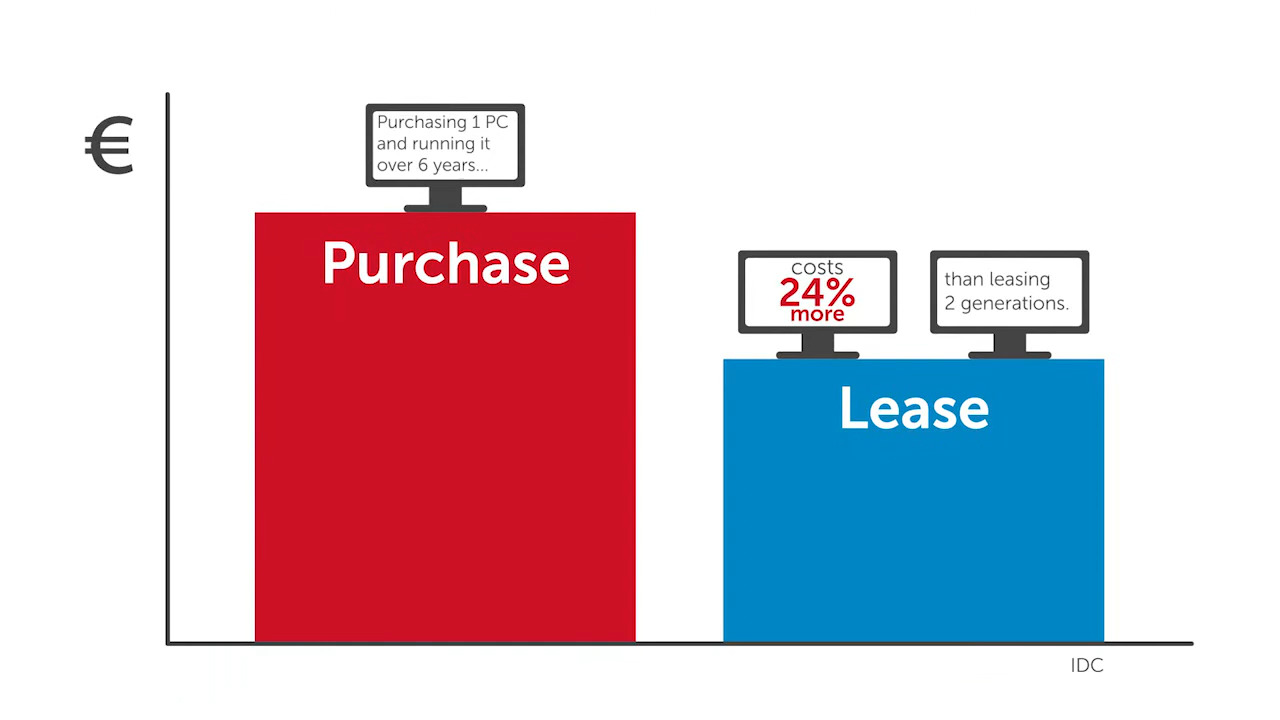 €
Purchasing 1 PC
and running it
over 6 years...
Purchase
costs
24%
more
than leasing
2 generations.
Lease
IDC